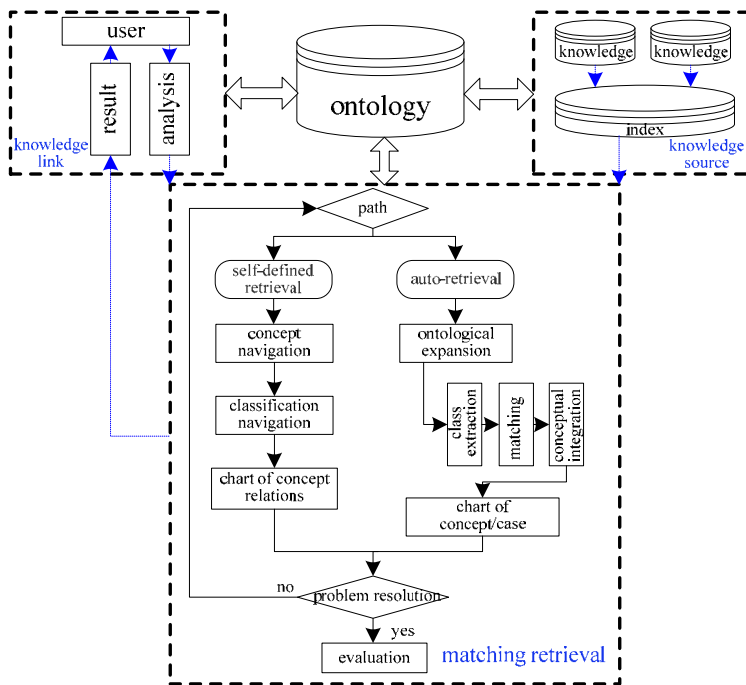 user
result
analysis
knowledge
link
ontology
knowledge
knowledge
index
knowledge
source
path
self-defined
retrieval
auto-retrieval
concept
navigation
ontological
expansion
classification
navigation
class
extraction
matching
conceptual
integration
chart of concept
relations
chart of
concept/case
no
problem resolution
yes
evaluation
matching retrieval